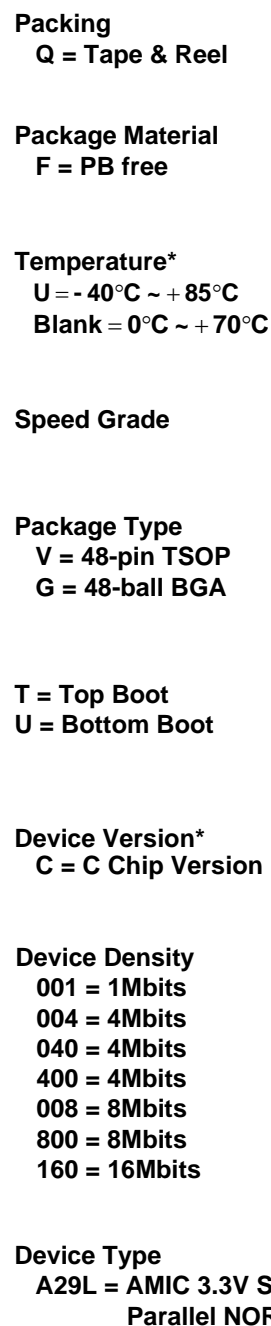 Packing
Q = Tape & Reel
Package Material
F = PB free
Temperature*
U = - 40°C ~ + 85°C
Blank = 0°C ~ + 70°C
Speed Grade
Package Type
V = 48-pin TSOP
G = 48-ball BGA
T = Top Boot
U = Bottom Boot
Device Version*
C = C Chip Version
Device Density
001 = 1Mbits
004 = 4Mbits
040 = 4Mbits
400 = 4Mbits
008 = 8Mbits
800 = 8Mbits
160 = 16Mbits
Device Type
A29L = AMIC 3.3V S
Parallel NOR